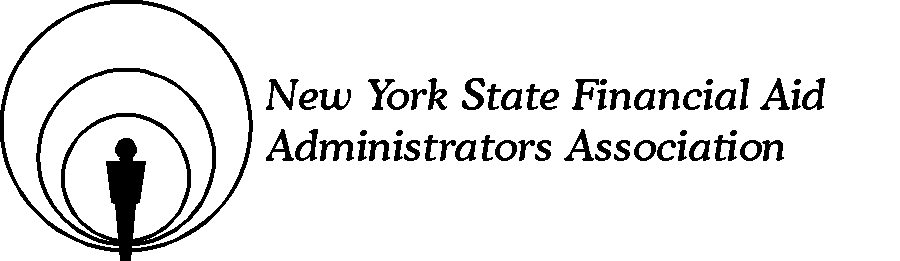 New York State Financial Aid
Administrators Association